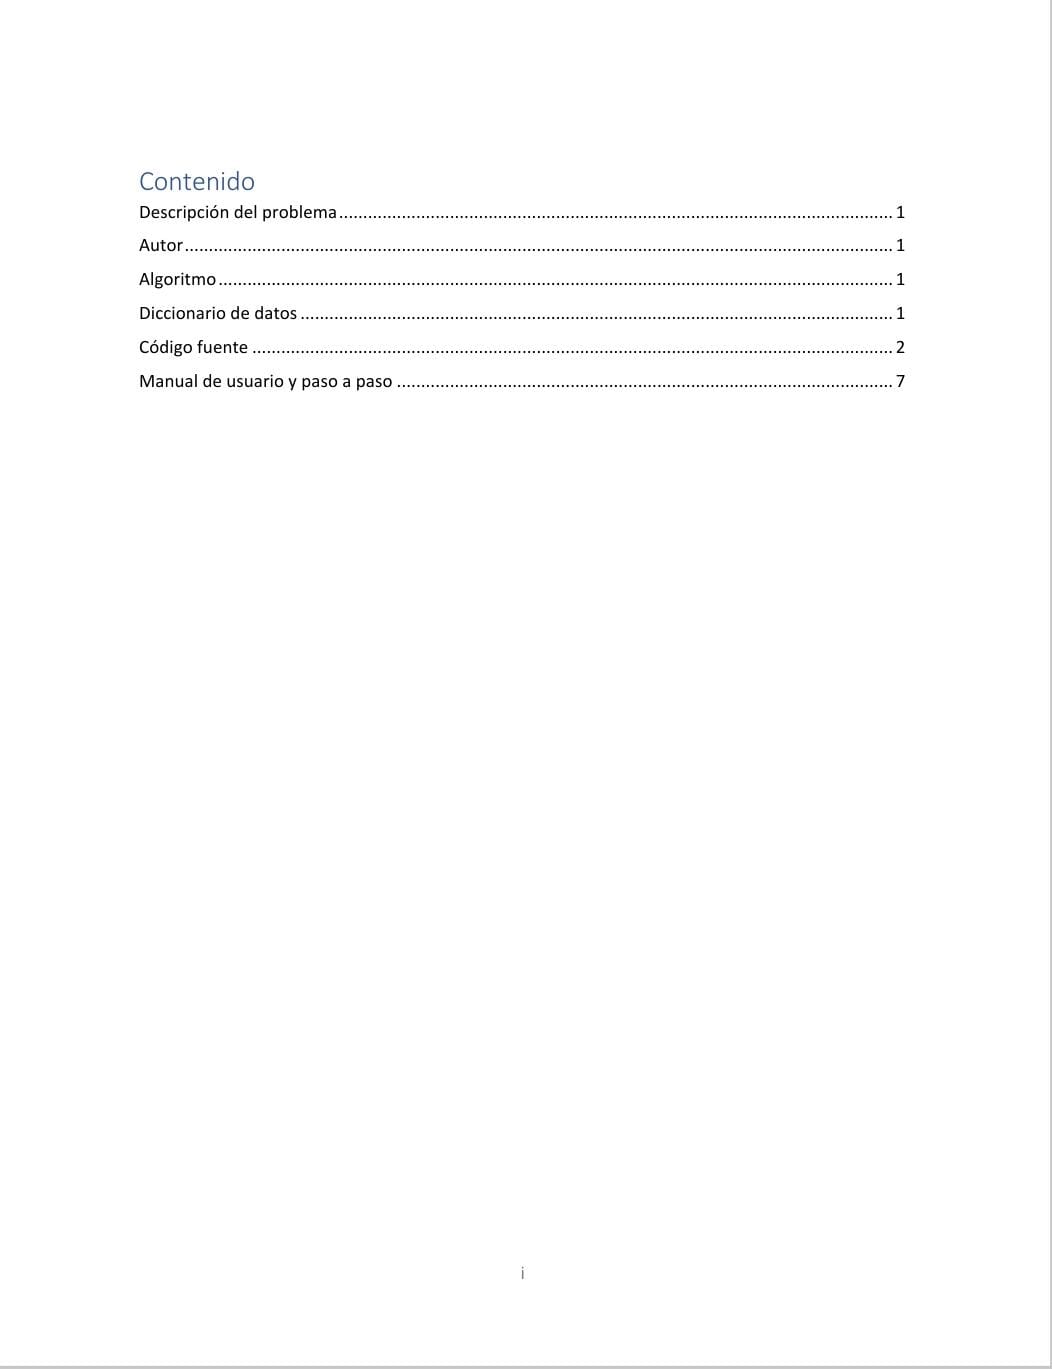 Contenido
Descripción del problema........................................................................................................................ 1
Autor........................................................................................................................ 1
Algoritmo........................................................................................................................ 1
Diccionario de datos ........................................................................................................................ 1
Código fuente ........................................................................................................................ 2
Manual de usuario y paso a paso ........................................................................................................................ 7
i